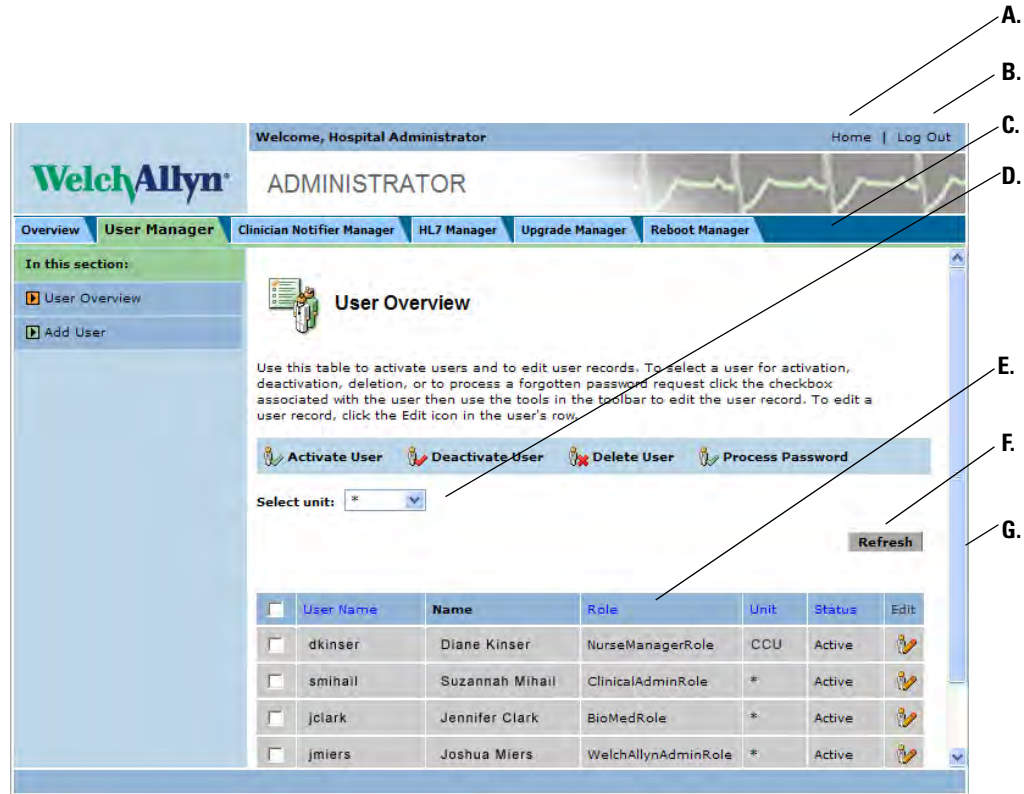 A.
B.
C.
D.
E.
F.
G.
Welcome, Hospital Administrator
Home | Log Out
WelchAllyn
ADMINISTRATOR
Overview User Manager Clinician Notifier Manager HL7 Manager Upgrade Manager Reboot Manager
In this section:
User Overview
Add User
User Overview
Use this table to activate users and to edit user records. To select a user for activation,
deactivation, deletion, or to process a forgotten password request click the checkbox
associated with the user then use the tools in the toolbar to edit the user record. To edit a
user record, click the Edit icon in the user's row.
Activate User Deactivate User Delete User Process Password
Select unit: *
Refresh
User Name Name Role Unit Status Edit
dkinser Diane Kinser NurseManagerRole CCU Active
smihail Suzannah Mihail ClinicalAdminRole * Active
jclark Jennifer Clark BioMedRole * Active
jmiers Joshua Miers WelchAllynAdminRole * Active